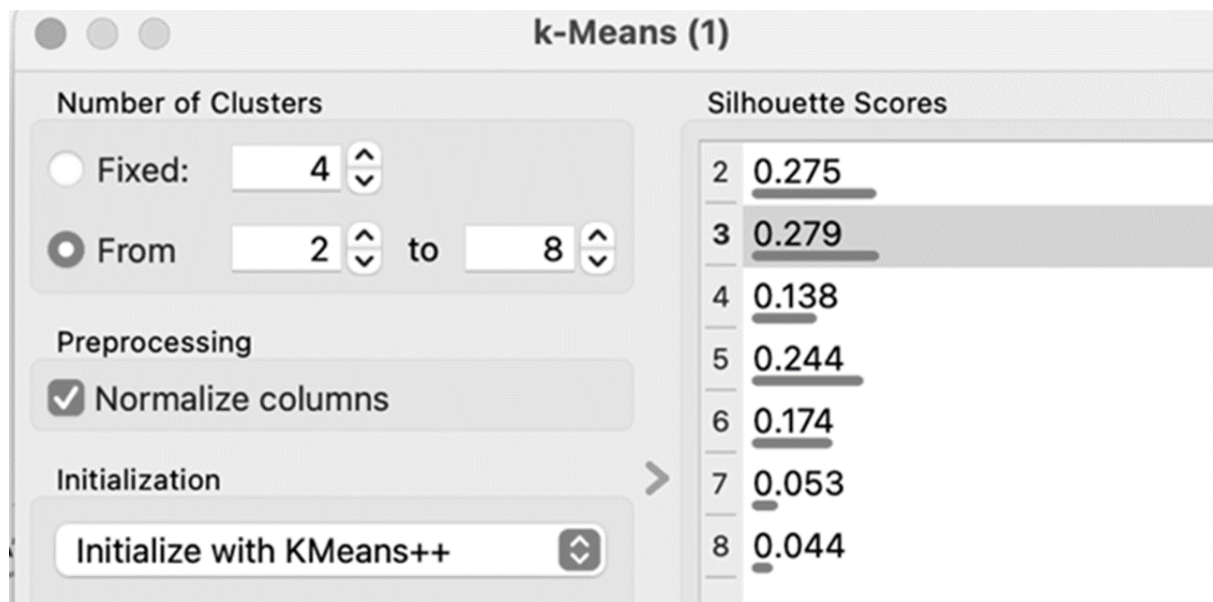 k-Means (1)
Number of Clusters
Fixed: 4
From 2 to 8
Preprocessing
Normalize columns
Initialization
Initialize with KMeans++
Silhouette Scores
2 0.275
3 0.279
4 0.138
5 0.244
6 0.174
7 0.053
8 0.044